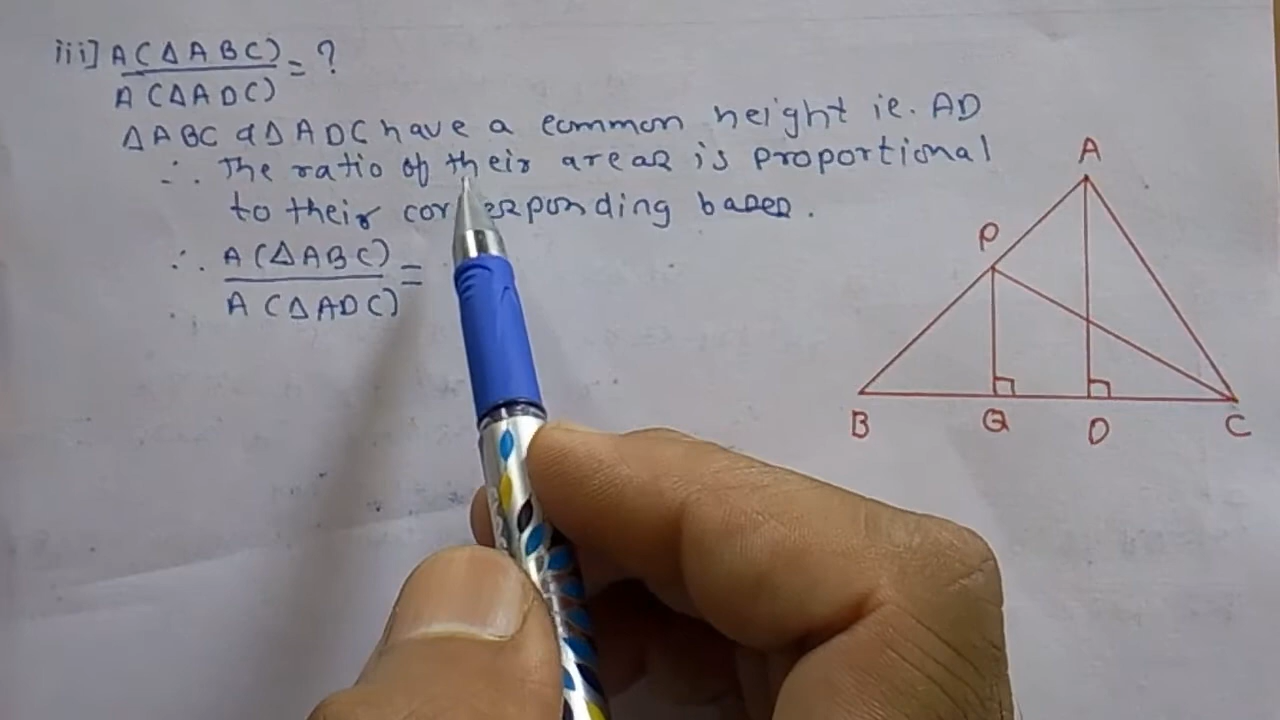 iii] A(ΔABC)
A(ΔADC) = ?
ΔABC & ΔADC have a common height ie. AD
∴ The ratio of their areas is proportional
to their corresponding bases.
∴ A(ΔABC)
A(ΔADC) =
A
P
B
Q
D
C